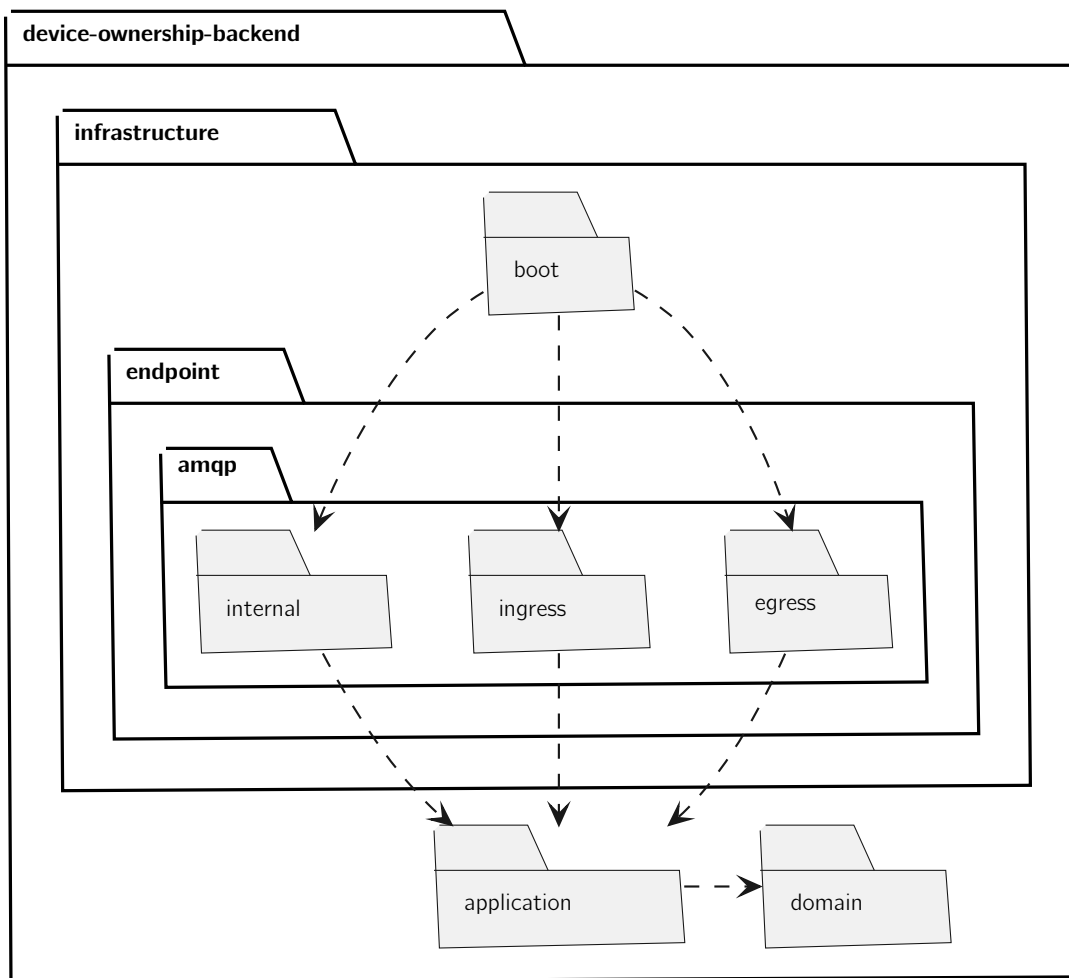 device-ownership-backend
infrastructure
boot
endpoint
amqp
internal
ingress
egress
application
domain